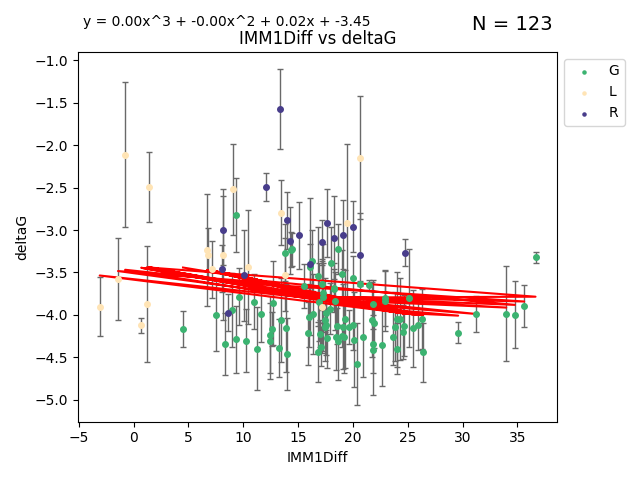 y = 0.00x^3 + -0.00x^2 + 0.02x + -3.45
N = 123
IMM1Diff vs deltaG
G
L
R
deltaG
−1.0
−1.5
−2.0
−2.5
−3.0
−3.5
−4.0
−4.5
−5.0
−5 0 5 10 15 20 25 30 35
IMM1Diff